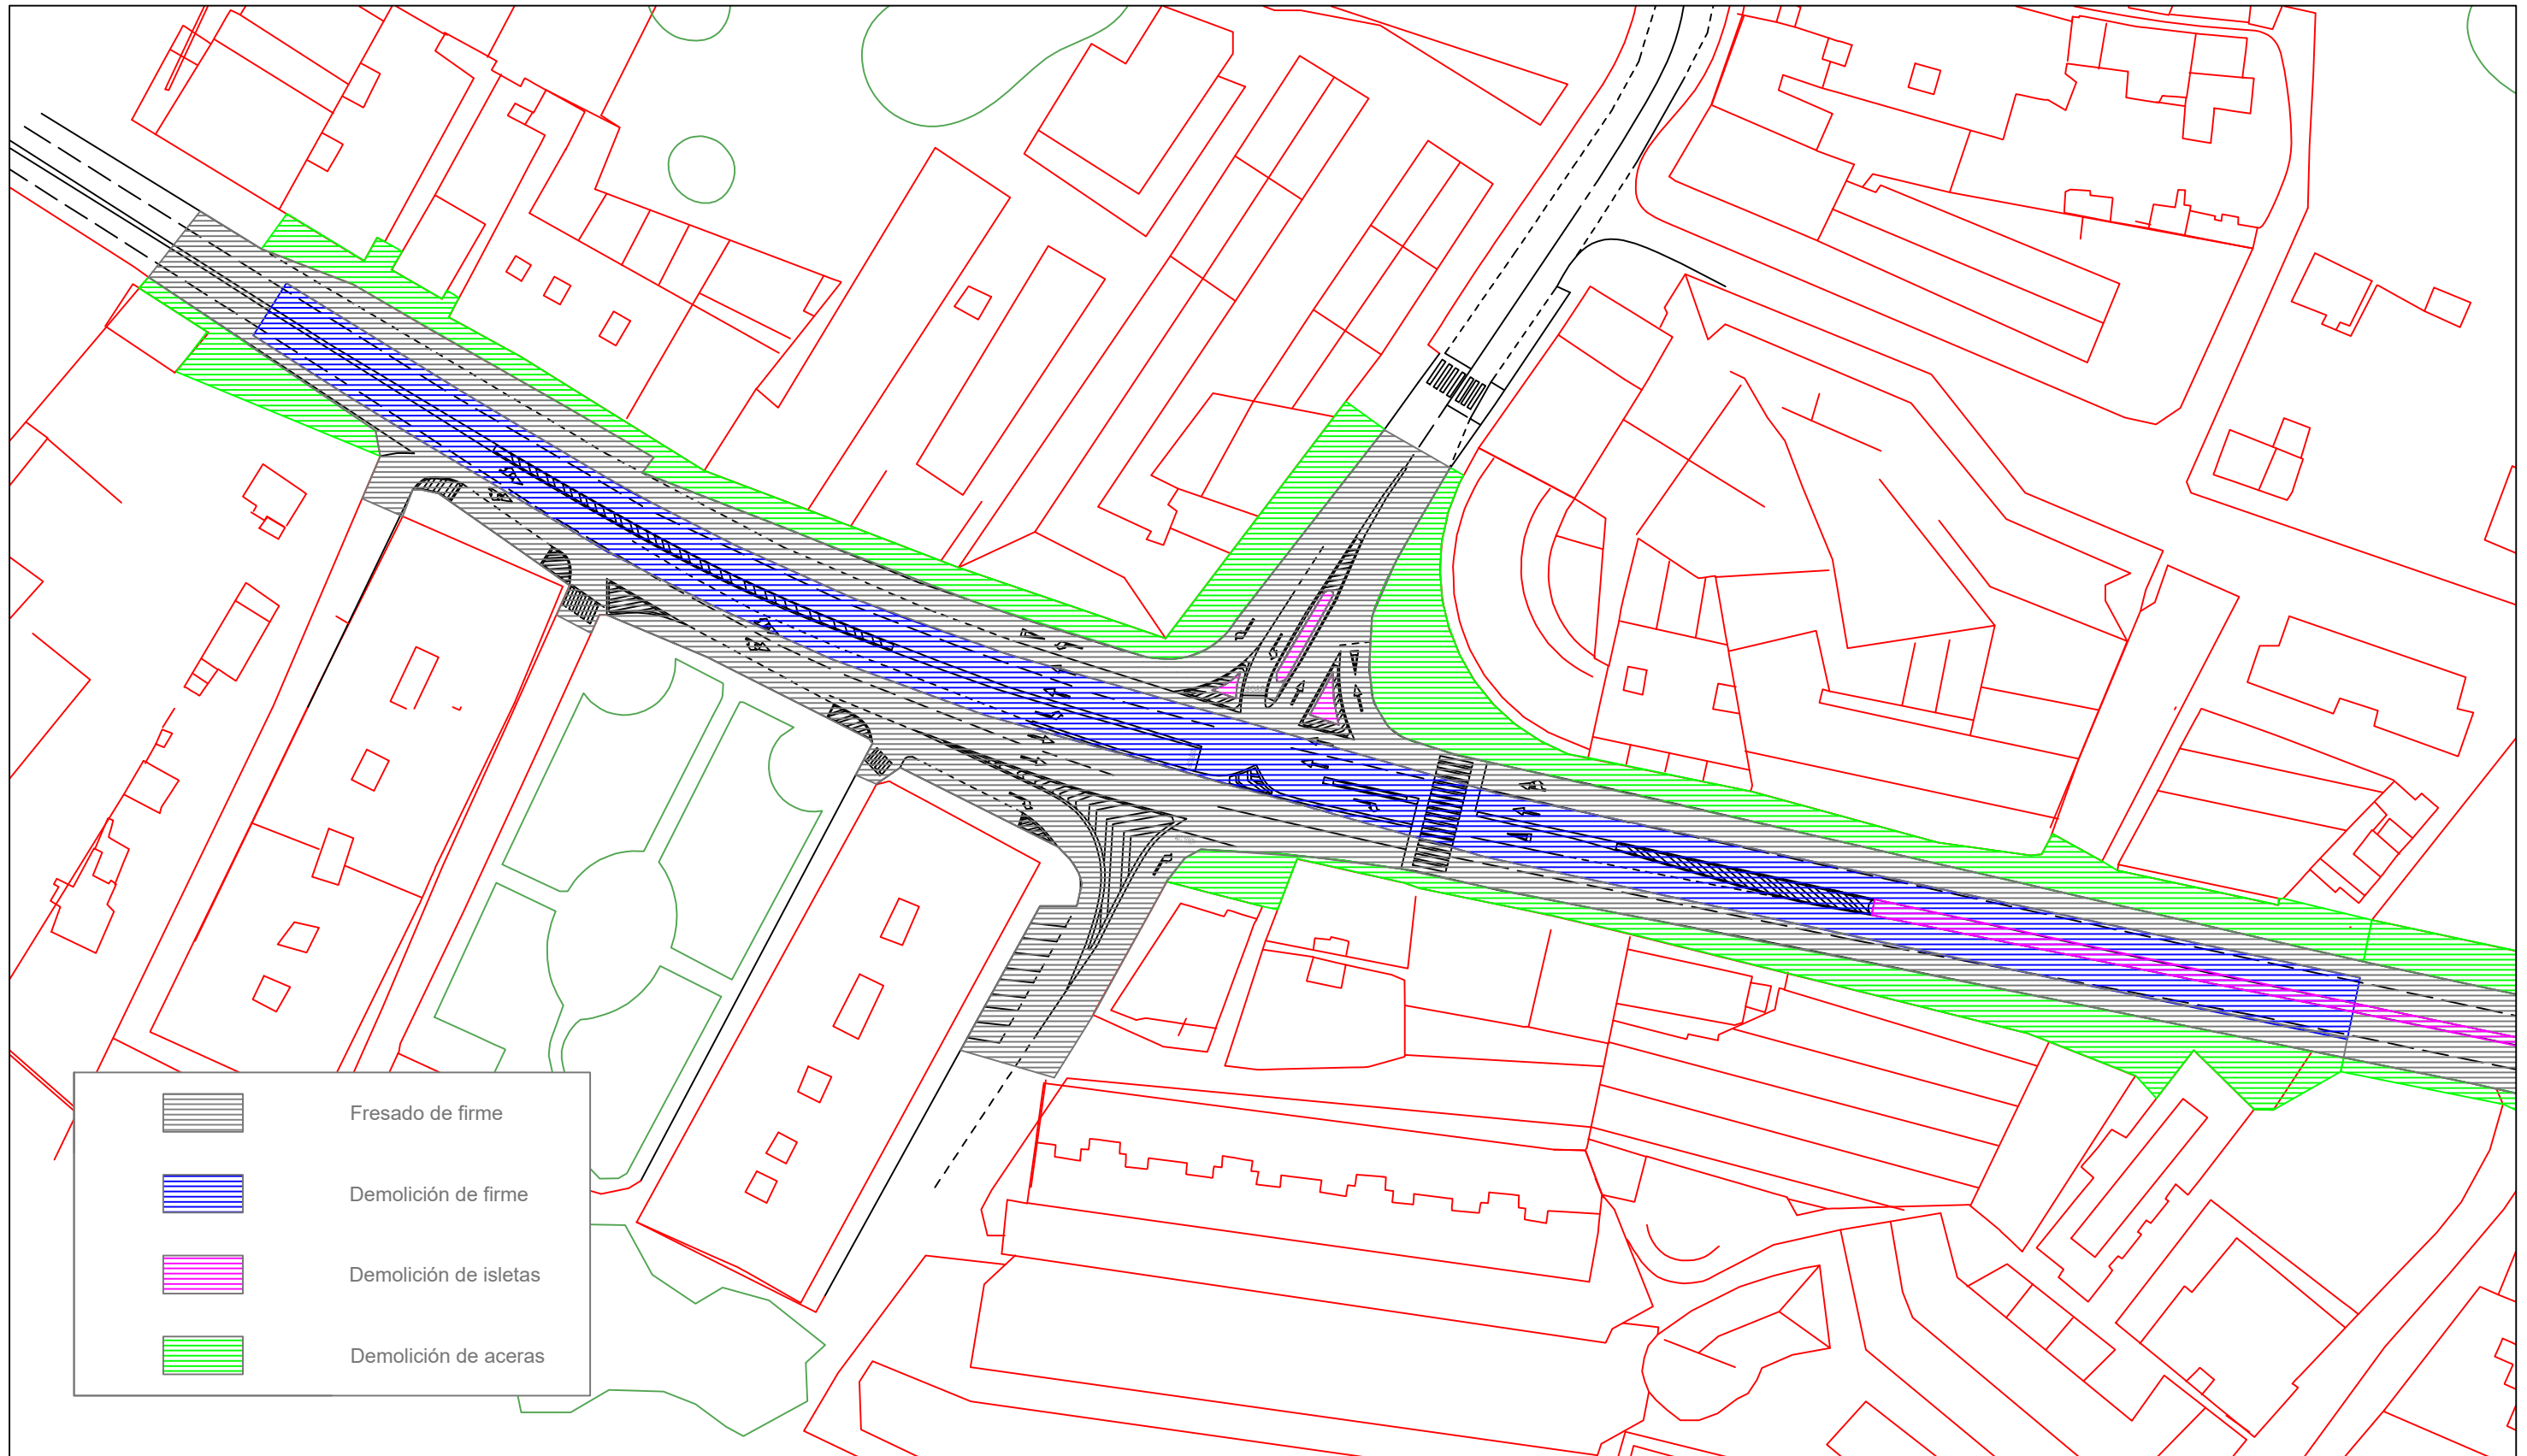 Fresado de firme
Demolición de firme
Demolición de isletas
Demolición de aceras